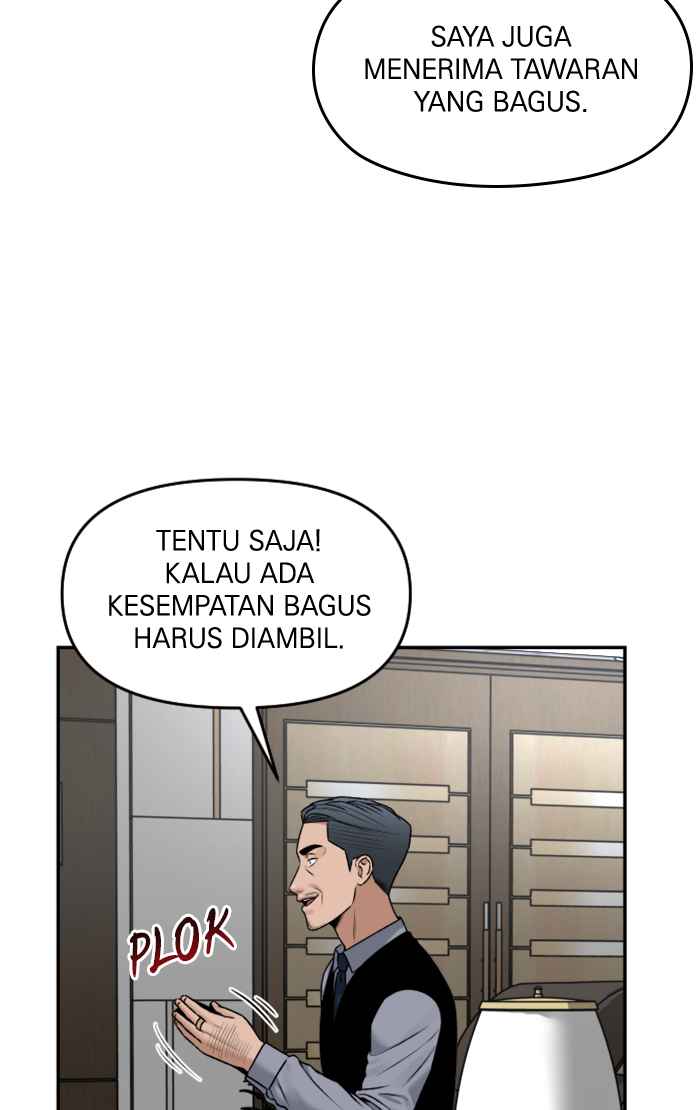 SAYA JUGA
MENERIMA TAWARAN
YANG BAGUS.
TENTU SAJA!
KALAU ADA
KESEMPATAN BAGUS
HARUS DIAMBIL.
PLOK